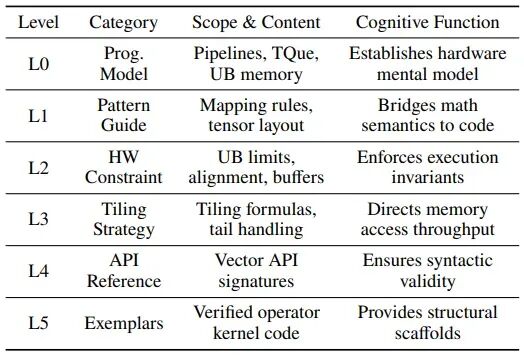 Level Category Scope & Content Cognitive Function
L0 Prog. Model Pipelines, TQue, UB memory Establishes hardware mental model
L1 Pattern Guide Mapping rules, tensor layout Bridges math semantics to code
L2 HW Constraint UB limits, alignment, buffers Enforces execution invariants
L3 Tiling Strategy Tiling formulas, tail handling Directs memory access throughput
L4 API Reference Vector API signatures Ensures syntactic validity
L5 Exemplars Verified operator kernel code Provides structural scaffolds